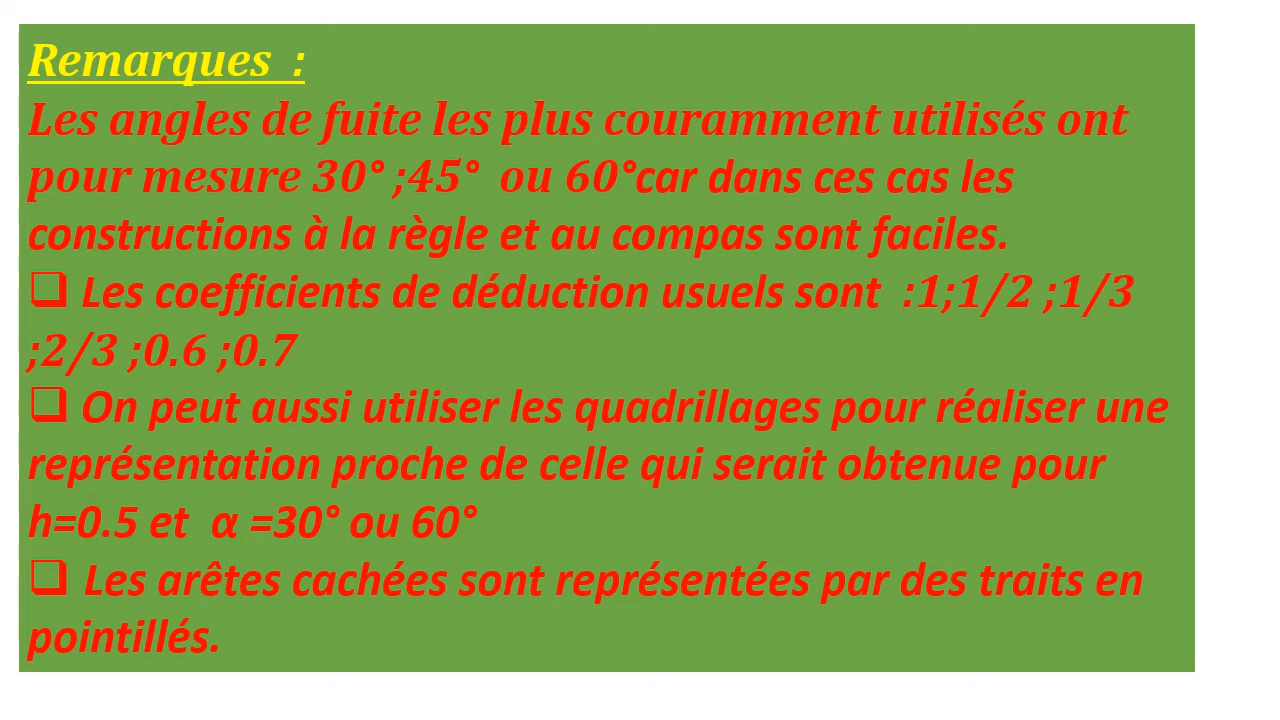 Remarques :
Les angles de fuite les plus couramment utilisés ont
pour mesure 30° ;45° ou 60°car dans ces cas les
constructions à la règle et au compas sont faciles.
❑ Les coefficients de déduction usuels sont :1;1/2 ;1/3
;2/3 ;0.6 ;0.7
❑ On peut aussi utiliser les quadrillages pour réaliser une
représentation proche de celle qui serait obtenue pour
h=0.5 et α =30° ou 60°
❑ Les arêtes cachées sont représentées par des traits en
pointillés.